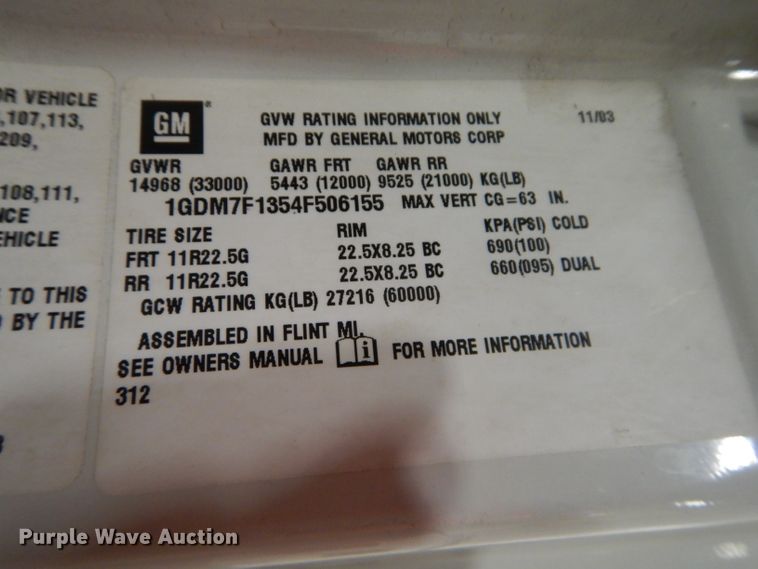 OR VEHICLE
,107,113,
209,
108,111,
NCE
EHICLE
TO THIS
BY THE
GM
GVW RATING INFORMATION ONLY 11/03
MFD BY GENERAL MOTORS CORP
GVWR GAWR FRT GAWR RR
14968 (33000) 5443 (12000) 9525 (21000) KG(LB)
1GDM7F1354F506155 MAX VERT CG=63 IN.
TIRE SIZE RIM KPA(PSI) COLD
FRT 11R22.5G 22.5X8.25 BC 690(100)
RR 11R22.5G 22.5X8.25 BC 660(095) DUAL
GCW RATING KG(LB) 27216 (60000)
ASSEMBLED IN FLINT MI.
SEE OWNERS MANUAL i FOR MORE INFORMATION
312
Purple Wave Auction